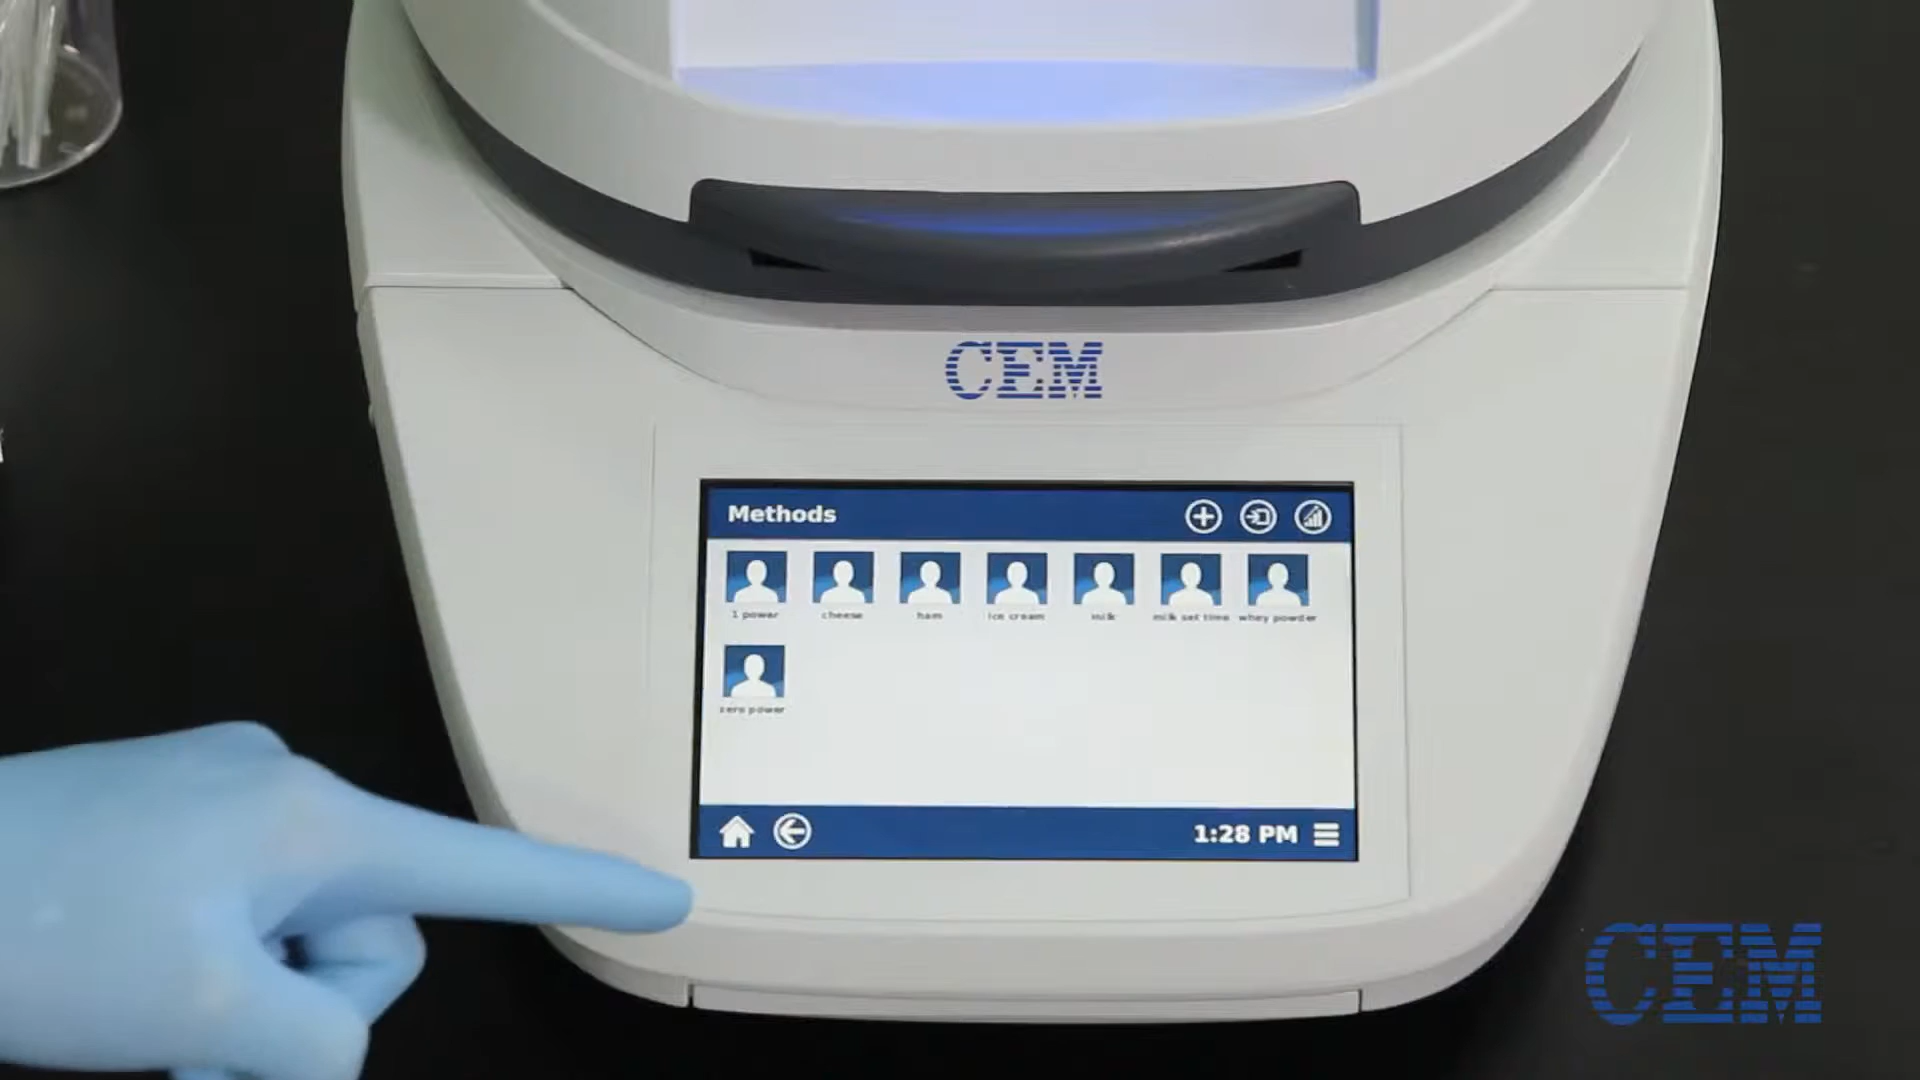 CEM
Methods
1 power
cheese
ham
ice cream
milk
milk set time
whey powder
zero power
1:28 PM
CEM